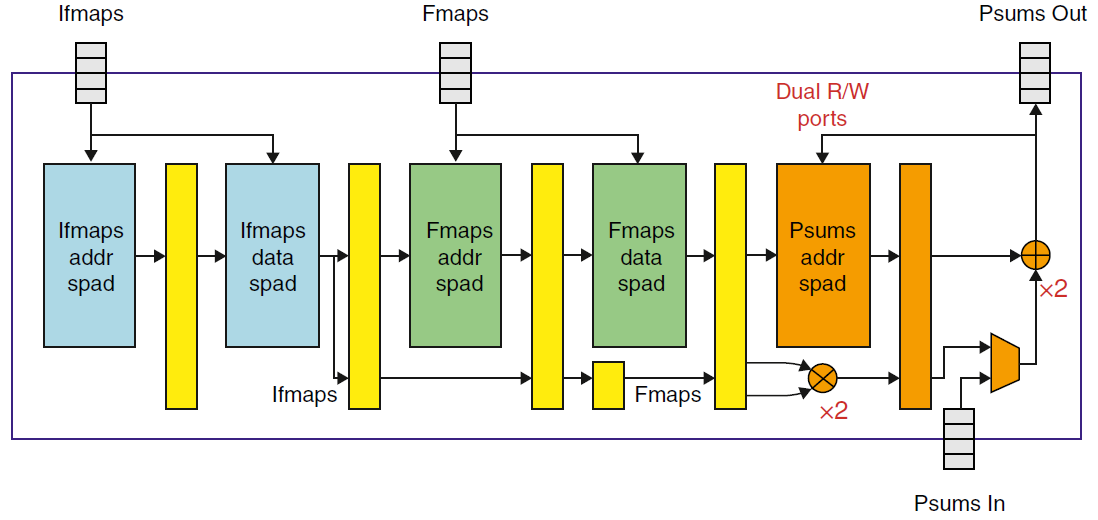 Ifmaps
Fmaps
Psums Out
Dual R/W
ports
Ifmaps
addr
spad
Ifmaps
data
spad
Fmaps
addr
spad
Fmaps
data
spad
Psums
addr
spad
×2
Ifmaps
Fmaps
×2
Psums In